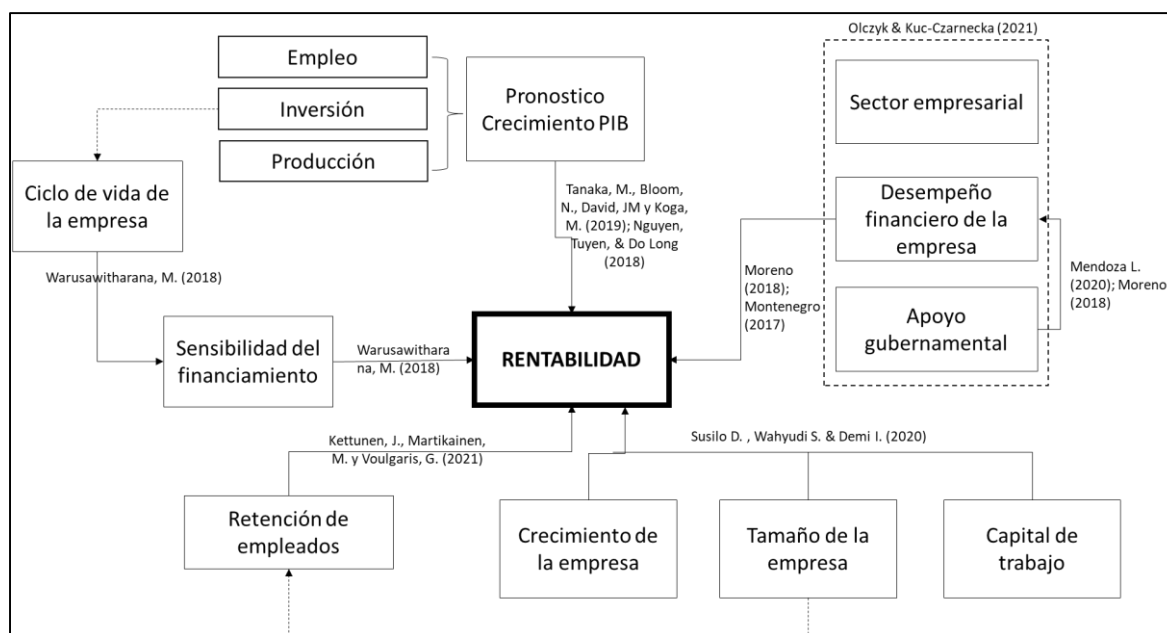 Olczyk & Kuc-Czarnecka (2021)
Empleo
Inversión
Producción
Pronostico
Crecimiento PIB
Sector empresarial
Ciclo de vida de
la empresa
Tanaka, M., Bloom,
N., David, JM y Koga,
M. (2019); Nguyen,
Tuyen, & Do Long
(2018)
Desempeño
financiero de la
empresa
Warusawitharana, M. (2018)
Moreno
(2018);
Montenegro
(2017)
Mendoza L.
(2020); Moreno
(2018)
Apoyo
gubernamental
Sensibilidad del
financiamiento
Warusawithara
na, M. (2018)
RENTABILIDAD
Kettunen, J., Martikainen,
M. y Voulgaris, G. (2021)
Susilo D. , Wahyudi S. & Demi I. (2020)
Retención de
empleados
Crecimiento de
la empresa
Tamaño de la
empresa
Capital de
trabajo